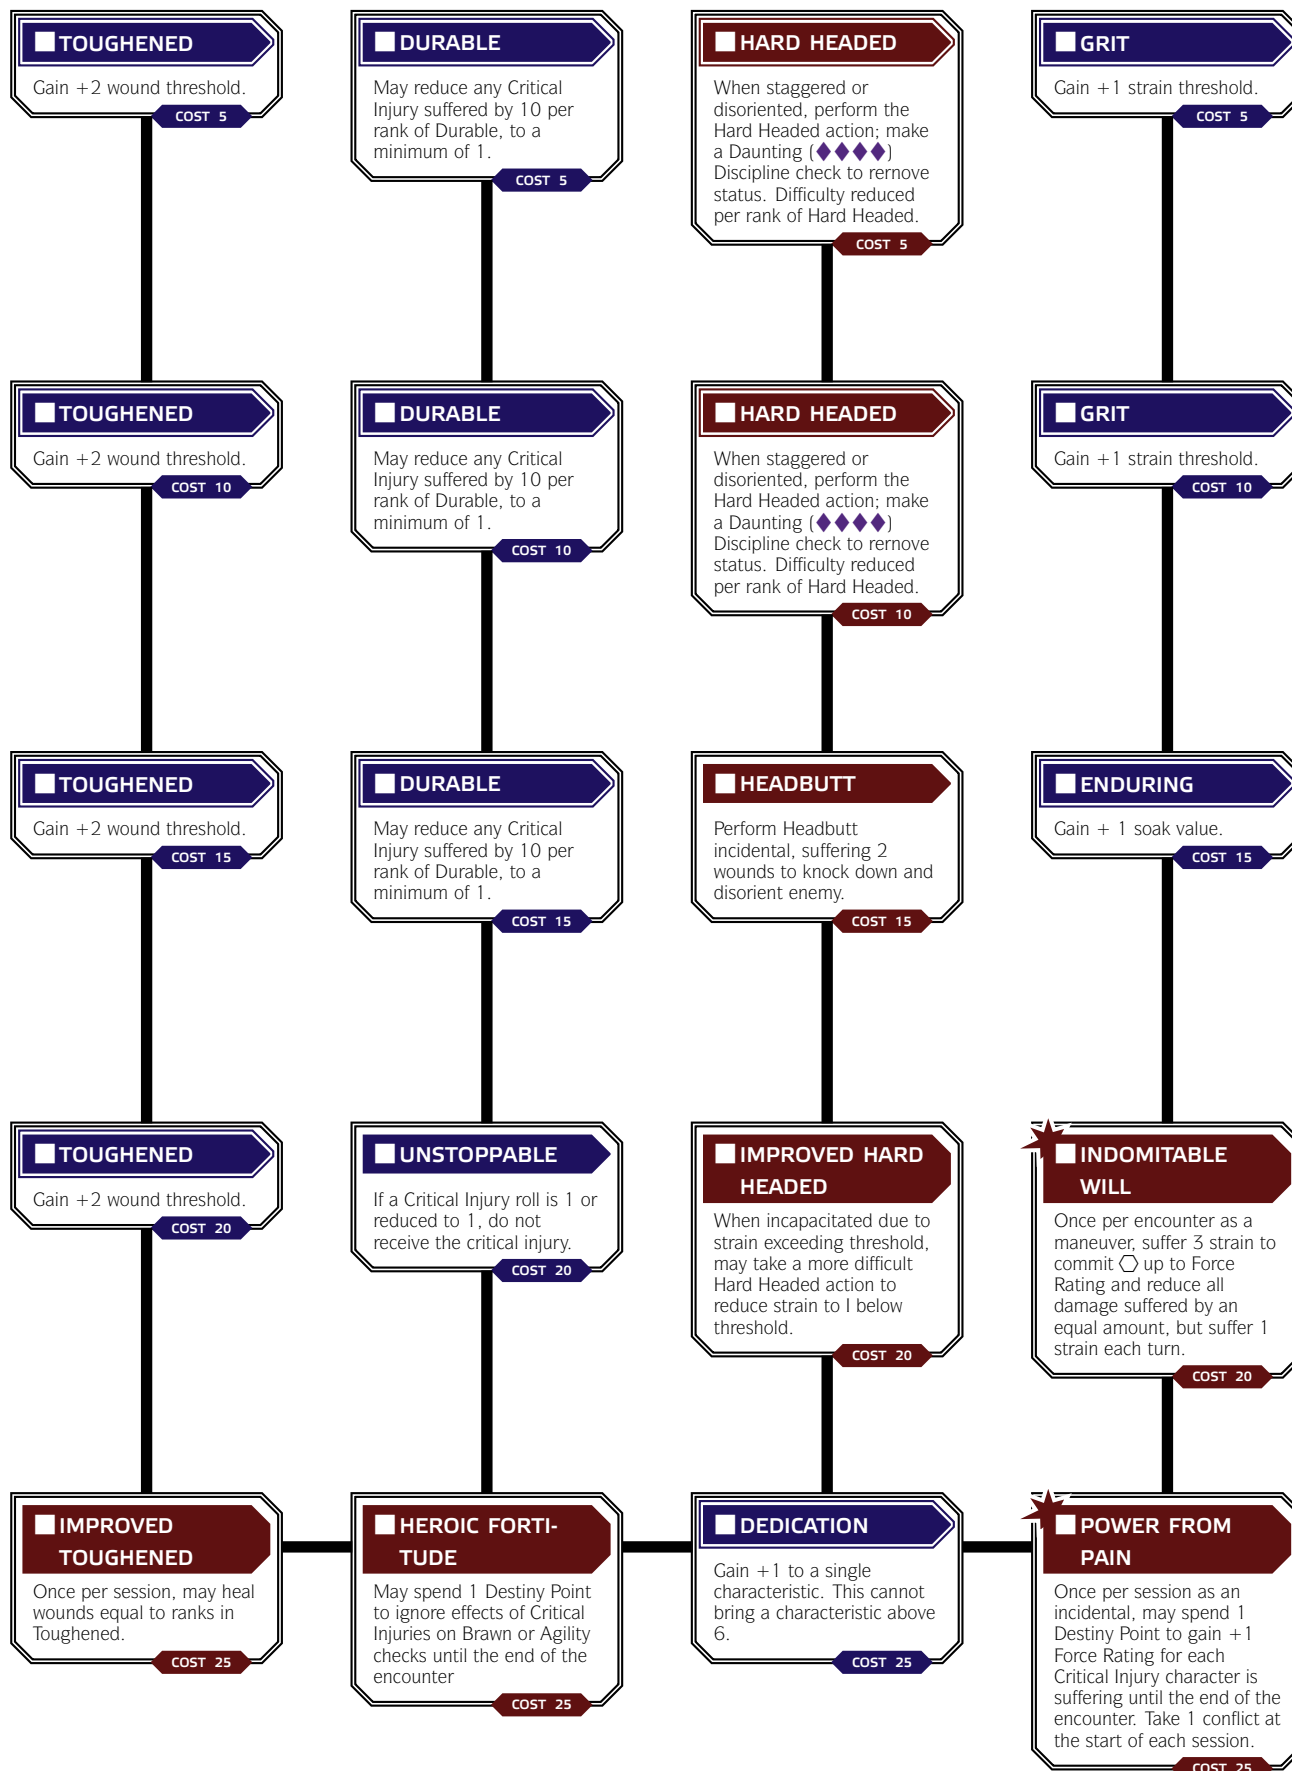 TOUGHENED
Gain +2 wound threshold.
COST 5
DURABLE
May reduce any Critical
Injury suffered by 10 per
rank of Durable, to a
minimum of 1.
COST 5
HARD HEADED
When staggered or
disoriented, perform the
Hard Headed action; make
a Daunting (◆◆◆◆)
Discipline check to rernove
status. Difficulty reduced
per rank of Hard Headed.
COST 5
GRIT
Gain +1 strain threshold.
COST 5
TOUGHENED
Gain +2 wound threshold.
COST 10
DURABLE
May reduce any Critical
Injury suffered by 10 per
rank of Durable, to a
minimum of 1.
COST 10
HARD HEADED
When staggered or
disoriented, perform the
Hard Headed action; make
a Daunting (◆◆◆◆)
Discipline check to rernove
status. Difficulty reduced
per rank of Hard Headed.
COST 10
GRIT
Gain +1 strain threshold.
COST 10
TOUGHENED
Gain +2 wound threshold.
COST 15
DURABLE
May reduce any Critical
Injury suffered by 10 per
rank of Durable, to a
minimum of 1.
COST 15
HEADBUTT
Perform Headbutt
incidental, suffering 2
wounds to knock down and
disorient enemy.
COST 15
ENDURING
Gain + 1 soak value.
COST 15
TOUGHENED
Gain +2 wound threshold.
COST 20
UNSTOPPABLE
If a Critical Injury roll is 1 or
reduced to 1, do not
receive the critical injury.
COST 20
IMPROVED HARD
HEADED
When incapacitated due to
strain exceeding threshold,
may take a more difficult
Hard Headed action to
reduce strain to I below
threshold.
COST 20
INDOMITABLE
WILL
Once per encounter as a
maneuver, suffer 3 strain to
commit ⬡ up to Force
Rating and reduce all
damage suffered by an
equal amount, but suffer 1
strain each turn.
COST 20
IMPROVED
TOUGHENED
Once per session, may heal
wounds equal to ranks in
Toughened.
COST 25
HEROIC FORTI-
TUDE
May spend 1 Destiny Point
to ignore effects of Critical
Injuries on Brawn or Agility
checks until the end of the
encounter
COST 25
DEDICATION
Gain +1 to a single
characteristic. This cannot
bring a characteristic above
6.
COST 25
POWER FROM
PAIN
Once per session as an
incidental, may spend 1
Destiny Point to gain +1
Force Rating for each
Critical Injury character is
suffering until the end of the
encounter. Take 1 conflict at
the start of each session.
COST 25